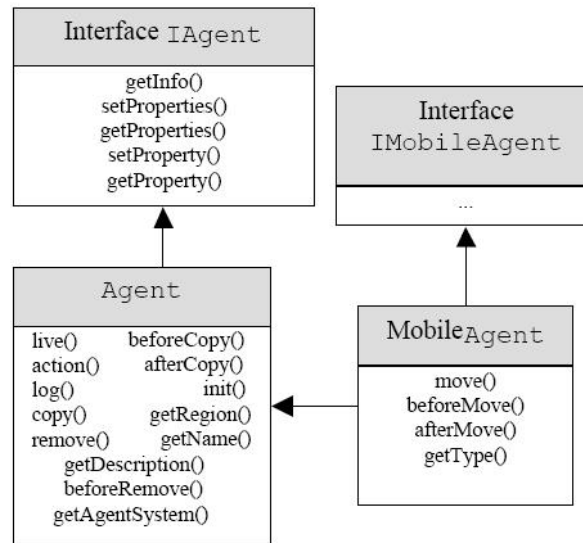 Interface IAgent
getInfo()
setProperties()
getProperties()
setProperty()
getProperty()
Interface
IMobileAgent
...
Agent
live() beforeCopy()
action() afterCopy()
log() init()
copy() getRegion()
remove() getName()
getDescription()
beforeRemove()
getAgentSystem()
MobileAgent
move()
beforeMove()
afterMove()
getType()